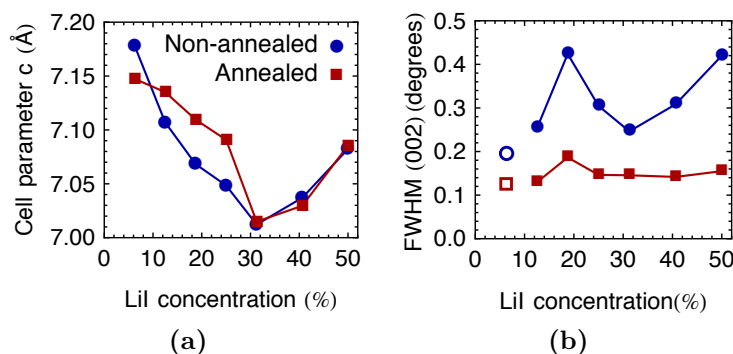 7.20
7.15
7.10
7.05
7.00
0 10 20 30 40 50
Cell parameter c (Å)
LiI concentration (%)
Non-annealed
Annealed
(a)
0.5
0.4
0.3
0.2
0.1
0.0
0 10 20 30 40 50
FWHM (002) (degrees)
LiI concentration(%)
(b)